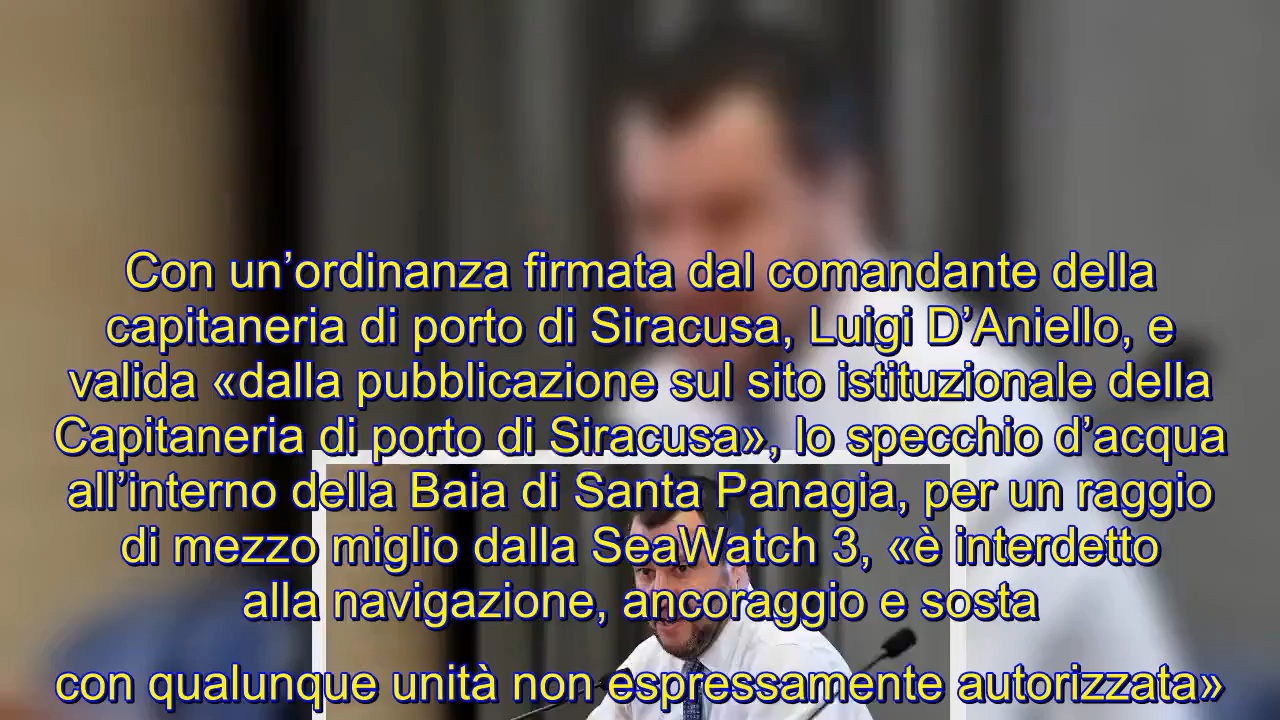 Con un’ordinanza firmata dal comandante della
capitaneria di porto di Siracusa, Luigi D’Aniello, e
valida «dalla pubblicazione sul sito istituzionale della
Capitaneria di porto di Siracusa», lo specchio d’acqua
all’interno della Baia di Santa Panagia, per un raggio
di mezzo miglio dalla SeaWatch 3, «è interdetto
alla navigazione, ancoraggio e sosta
con qualunque unità non espressamente autorizzata»